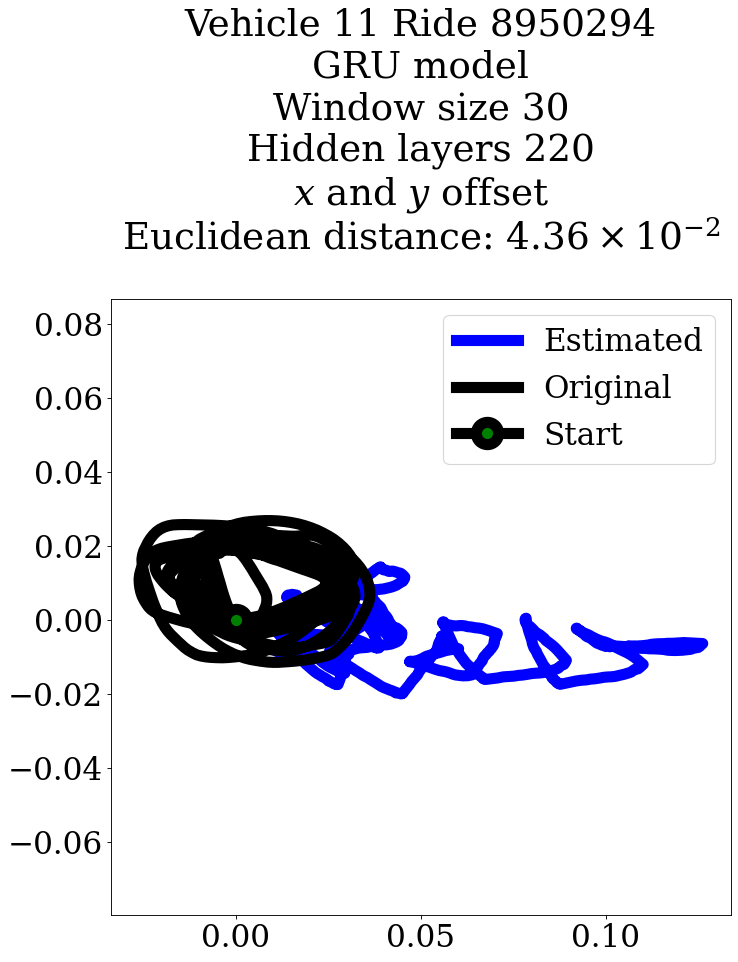 Vehicle 11 Ride 8950294
GRU model
Window size 30
Hidden layers 220
x and y offset
Euclidean distance: 4.36 × 10⁻²
Estimated
Original
Start
0.08
0.06
0.04
0.02
0.00
−0.02
−0.04
−0.06
0.00 0.05 0.10